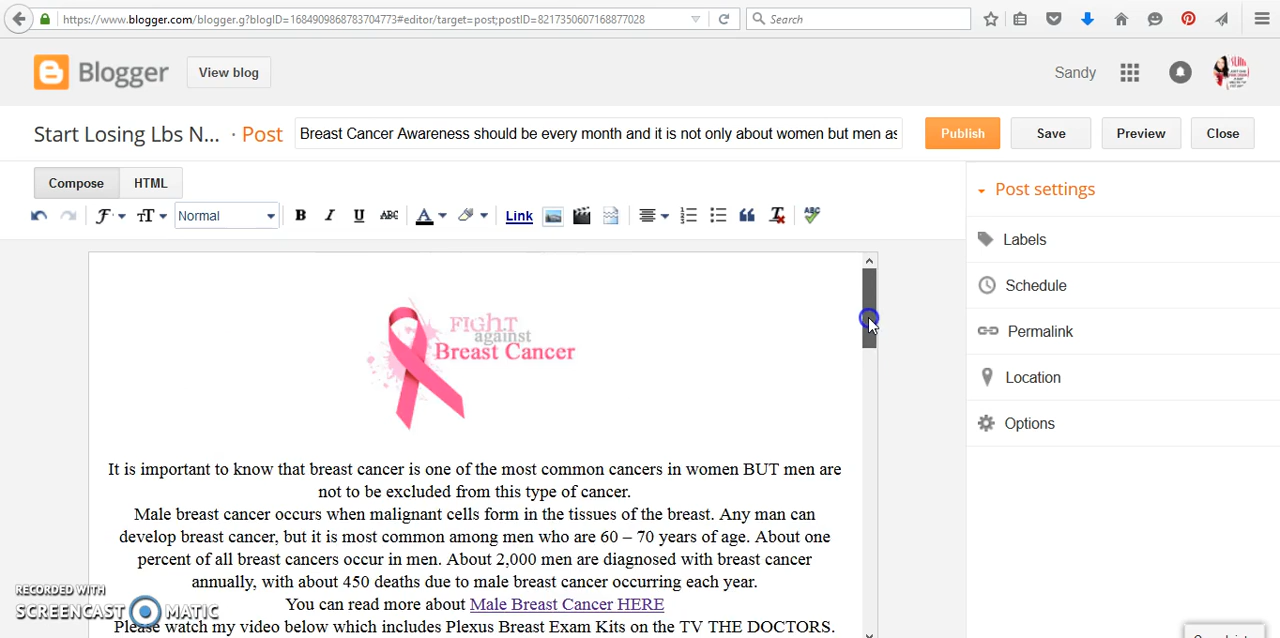 https://www.blogger.com/blogger.g?blogID=1684909868783704773#editor/target=post;postID=8217350607168877028
Search
Blogger
View blog
Sandy
Start Losing Lbs N... · Post
Breast Cancer Awareness should be every month and it is not only about women but men as
Publish
Save
Preview
Close
Compose
HTML
Normal
B I U ABC A Link
ABC
Post settings
Labels
Schedule
Permalink
Location
Options
FIGHT
against
Breast Cancer
It is important to know that breast cancer is one of the most common cancers in women BUT men are
not to be excluded from this type of cancer.
Male breast cancer occurs when malignant cells form in the tissues of the breast. Any man can
develop breast cancer, but it is most common among men who are 60 – 70 years of age. About one
percent of all breast cancers occur in men. About 2,000 men are diagnosed with breast cancer
annually, with about 450 deaths due to male breast cancer occurring each year.
You can read more about Male Breast Cancer HERE
Please watch my video below which includes Plexus Breast Exam Kits on the TV THE DOCTORS.
RECORDED WITH
SCREENCAST MATIC